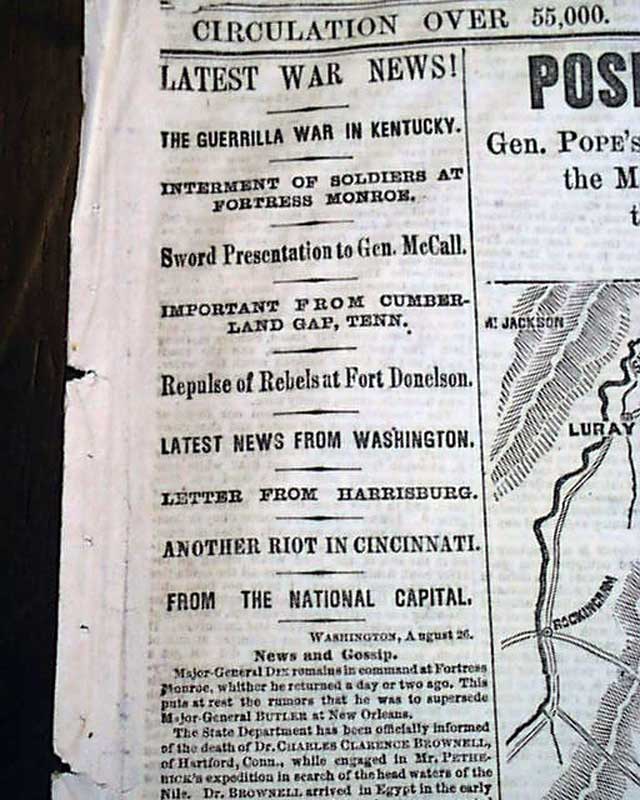 CIRCULATION OVER 55,000.
LATEST WAR NEWS!
THE GUERRILLA WAR IN KENTUCKY.
INTERMENT OF SOLDIERS AT
FORTRESS MONROE.
Sword Presentation to Gen. McCall.
IMPORTANT FROM CUMBER-
LAND GAP, TENN.
Repulse of Rebels at Fort Donelson.
LATEST NEWS FROM WASHINGTON.
LETTER FROM HARRISBURG.
ANOTHER RIOT IN CINCINNATI.
FROM THE NATIONAL CAPITAL.
WASHINGTON, August 26.
News and Gossip.
Major-General DIX remains in command at Fortress
Monroe, whither he returned a day or two ago. This
puts at rest the rumors that he was to supersede
Major-General BUTLER at New Orleans.
The State Department has been officially informed
of the death of Dr. CHARLES CLARENCE BROWNELL,
of Hartford, Conn., while engaged in Mr. PETHE-
RICK's expedition in search of the head waters of the
Nile. Dr. BROWNELL arrived in Egypt in the early
POSI
Gen. POPE's
the M
t
Mt JACKSON
LURAY
ROCKINGHAM